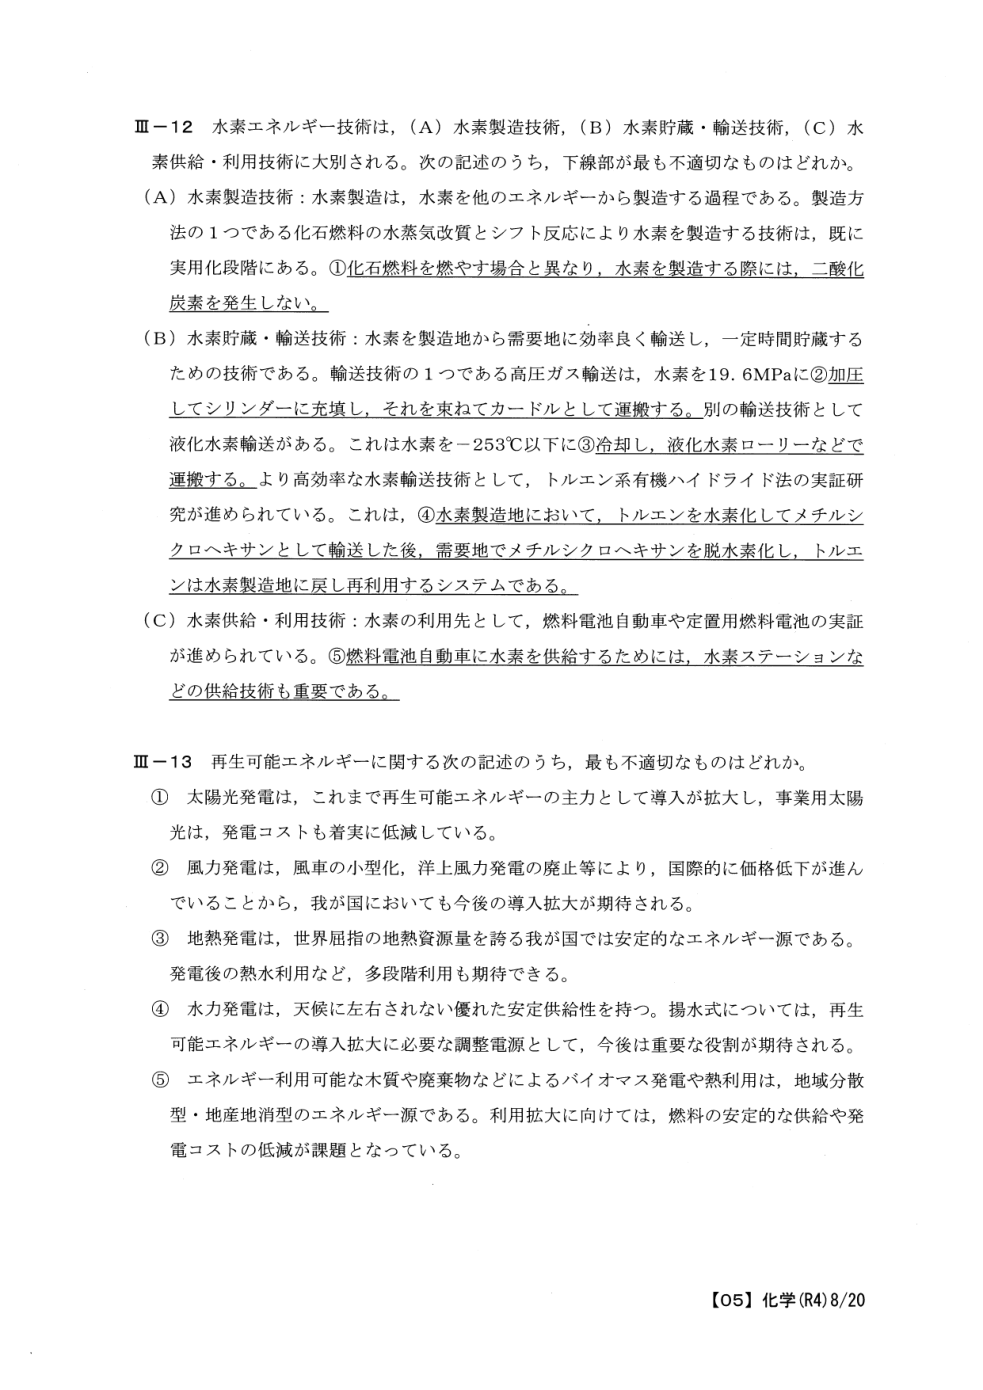 Ⅲ－12　水素エネルギー技術は，（A）水素製造技術，（B）水素貯蔵・輸送技術，（C）水
素供給・利用技術に大別される。次の記述のうち，下線部が最も不適切なものはどれか。
（A）水素製造技術：水素製造は，水素を他のエネルギーから製造する過程である。製造方
法の１つである化石燃料の水蒸気改質とシフト反応により水素を製造する技術は，既に
実用化段階にある。①化石燃料を燃やす場合と異なり，水素を製造する際には，二酸化
炭素を発生しない。
（B）水素貯蔵・輸送技術：水素を製造地から需要地に効率良く輸送し，一定時間貯蔵する
ための技術である。輸送技術の１つである高圧ガス輸送は，水素を19．6MPaに②加圧
してシリンダーに充填し，それを束ねてカードルとして運搬する。別の輸送技術として
液化水素輸送がある。これは水素を－253℃以下に③冷却し，液化水素ローリーなどで
運搬する。より高効率な水素輸送技術として，トルエン系有機ハイドライド法の実証研
究が進められている。これは，④水素製造地において，トルエンを水素化してメチルシ
クロヘキサンとして輸送した後，需要地でメチルシクロヘキサンを脱水素化し，トルエ
ンは水素製造地に戻し再利用するシステムである。
（C）水素供給・利用技術：水素の利用先として，燃料電池自動車や定置用燃料電池の実証
が進められている。⑤燃料電池自動車に水素を供給するためには，水素ステーションな
どの供給技術も重要である。
Ⅲ－13　再生可能エネルギーに関する次の記述のうち，最も不適切なものはどれか。
①　太陽光発電は，これまで再生可能エネルギーの主力として導入が拡大し，事業用太陽
光は，発電コストも着実に低減している。
②　風力発電は，風車の小型化，洋上風力発電の廃止等により，国際的に価格低下が進ん
でいることから，我が国においても今後の導入拡大が期待される。
③　地熱発電は，世界屈指の地熱資源量を誇る我が国では安定的なエネルギー源である。
発電後の熱水利用など，多段階利用も期待できる。
④　水力発電は，天候に左右されない優れた安定供給性を持つ。揚水式については，再生
可能エネルギーの導入拡大に必要な調整電源として，今後は重要な役割が期待される。
⑤　エネルギー利用可能な木質や廃棄物などによるバイオマス発電や熱利用は，地域分散
型・地産地消型のエネルギー源である。利用拡大に向けては，燃料の安定的な供給や発
電コストの低減が課題となっている。
【05】化学(R4)8/20